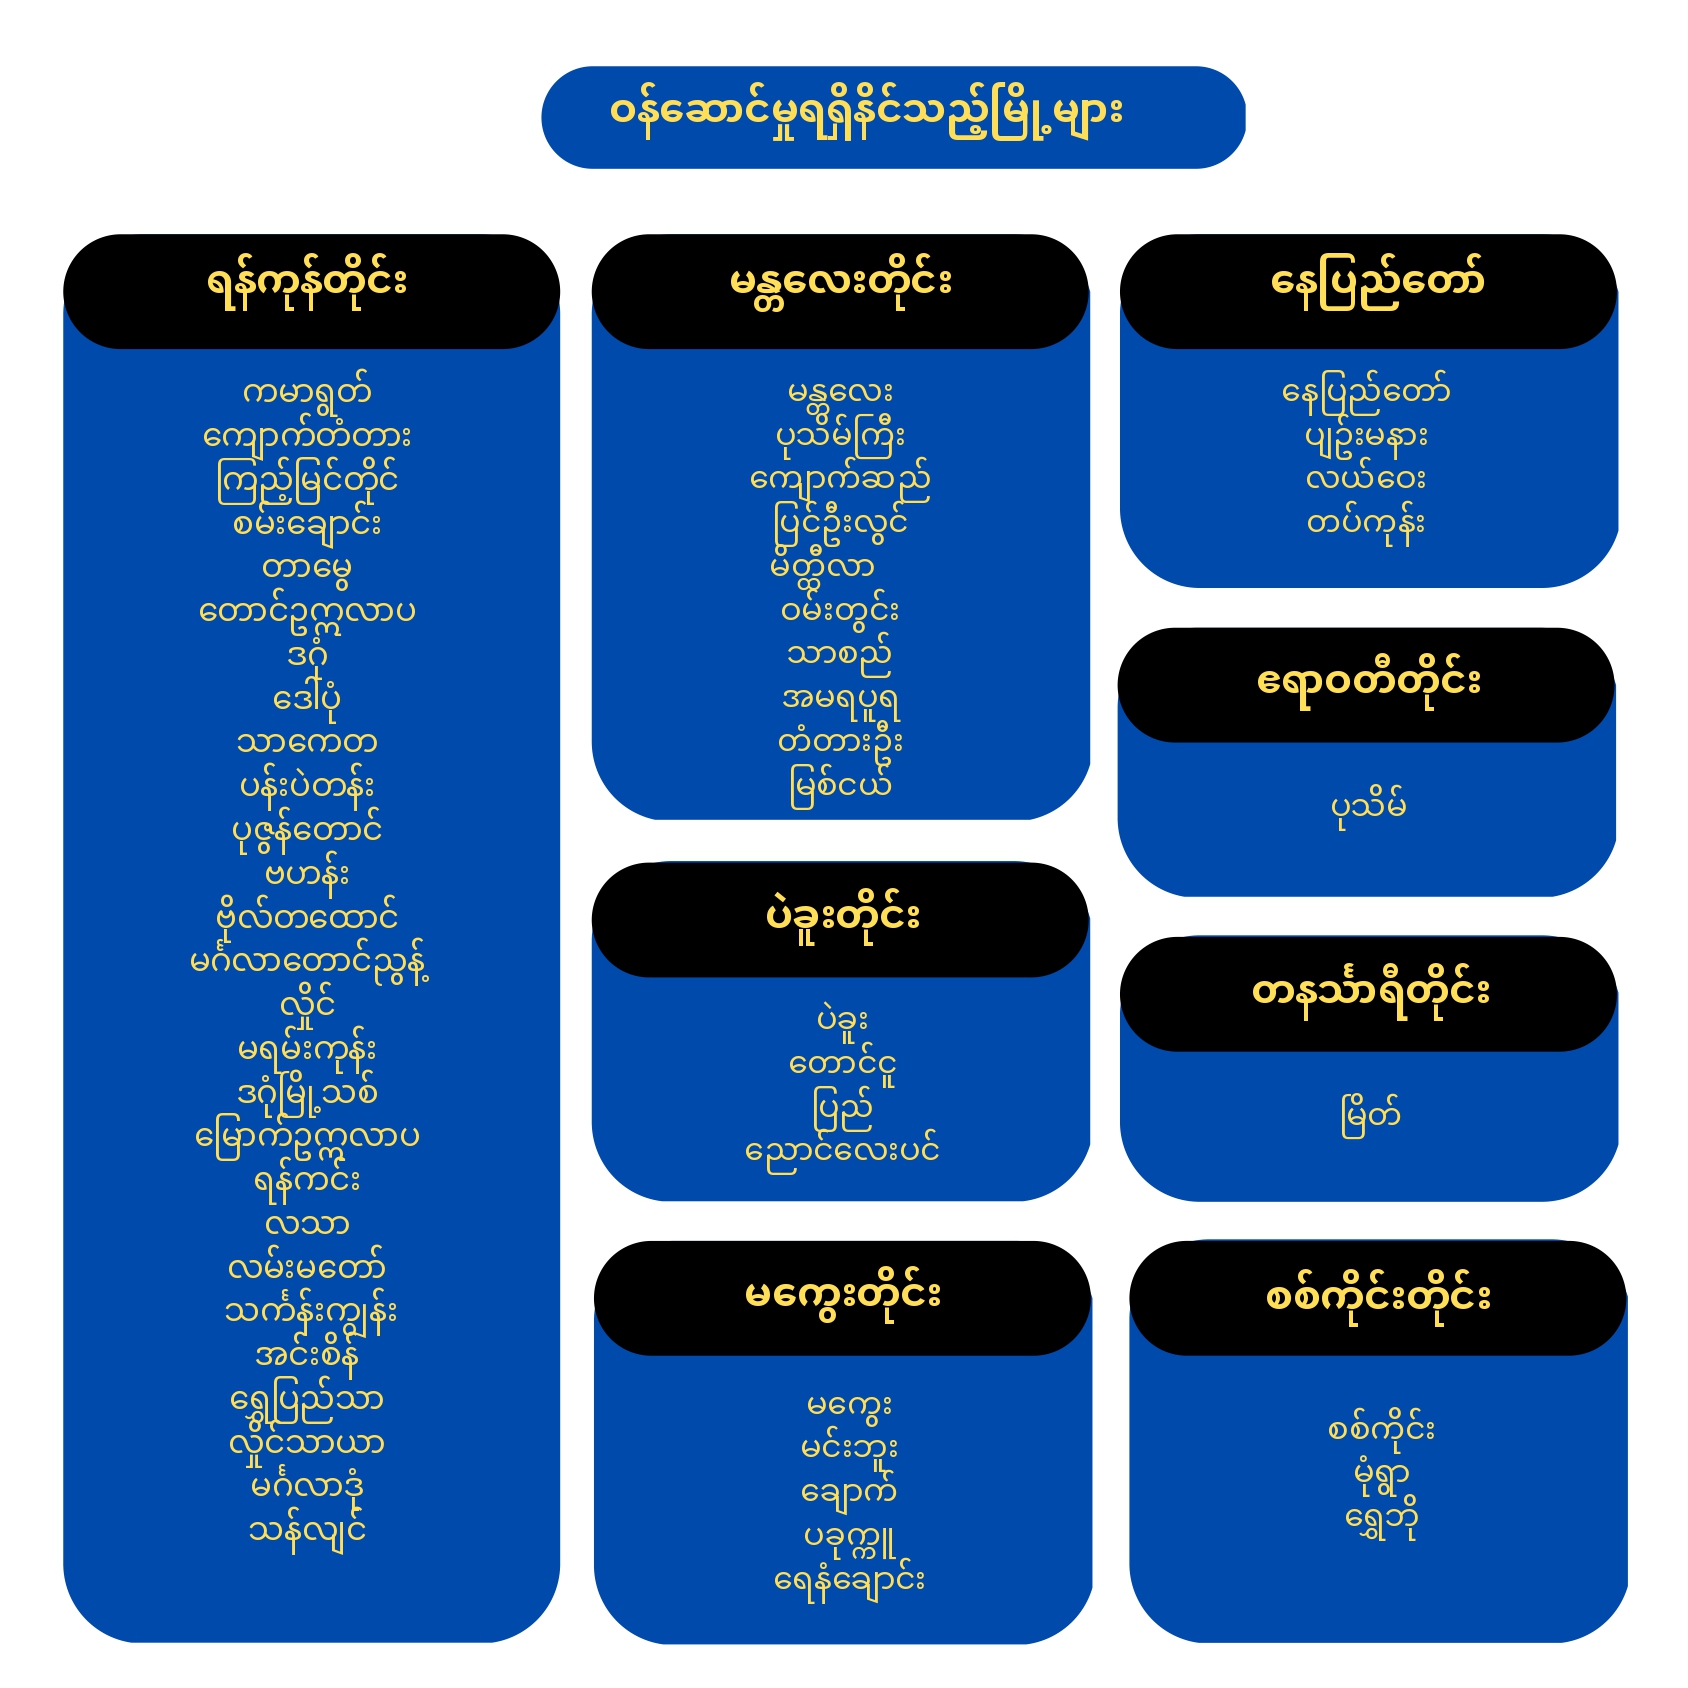 ဝန်ဆောင်မှုရရှိနိုင်သည့်မြို့များ
ရန်ကုန်တိုင်း
ကမာရွတ်
ကျောက်တံတား
ကြည့်မြင်တိုင်
စမ်းချောင်း
တာမွေ
တောင်ဥက္ကလာပ
ဒဂုံ
ဒေါပုံ
သာကေတ
ပန်းပဲတန်း
ပုဇွန်တောင်
ဗဟန်း
ဗိုလ်တထောင်
မင်္ဂလာတောင်ညွန့်
လှိုင်
မရမ်းကုန်း
ဒဂုံမြို့သစ်
မြောက်ဥက္ကလာပ
ရန်ကင်း
လသာ
လမ်းမတော်
သင်္ကန်းကျွန်း
အင်းစိန်
ရွှေပြည်သာ
လှိုင်သာယာ
မင်္ဂလာဒုံ
သန်လျင်
မန္တလေးတိုင်း
မန္တလေး
ပုသိမ်ကြီး
ကျောက်ဆည်
ပြင်ဦးလွင်
မိတ္ထီလာ
ဝမ်းတွင်း
သာစည်
အမရပူရ
တံတားဦး
မြစ်ငယ်
ပဲခူးတိုင်း
ပဲခူး
တောင်ငူ
ပြည်
ညောင်လေးပင်
မကွေးတိုင်း
မကွေး
မင်းဘူး
ချောက်
ပခုက္ကူ
ရေနံချောင်း
နေပြည်တော်
နေပြည်တော်
ပျဉ်းမနား
လယ်ဝေး
တပ်ကုန်း
ဧရာဝတီတိုင်း
ပုသိမ်
တနင်္သာရီတိုင်း
မြိတ်
စစ်ကိုင်းတိုင်း
စစ်ကိုင်း
မုံရွာ
ရွှေဘို